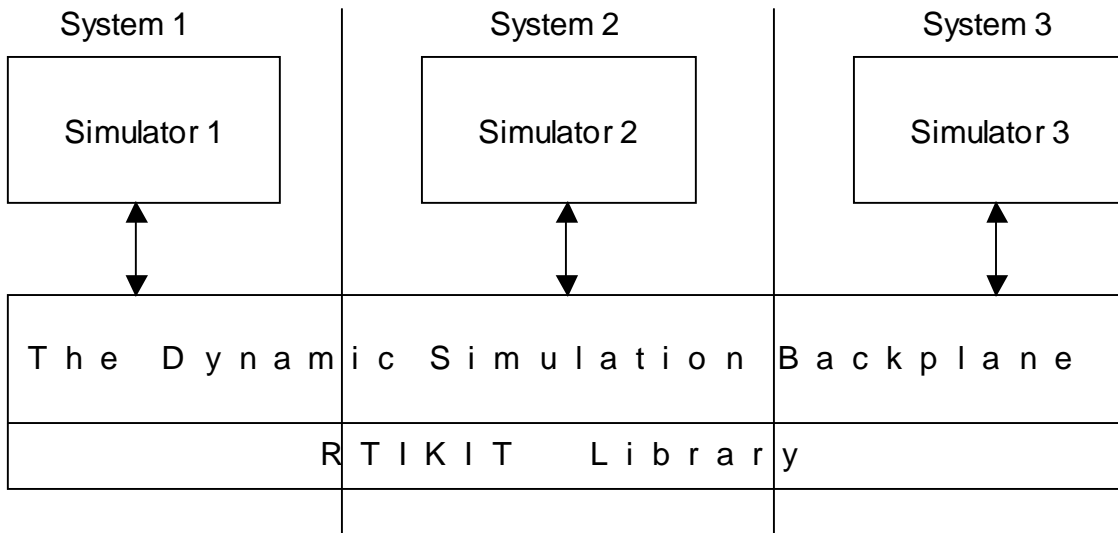 System 1
System 2
System 3
Simulator 1
Simulator 2
Simulator 3
The Dynamic Simulation Backplane
RTIKIT Library